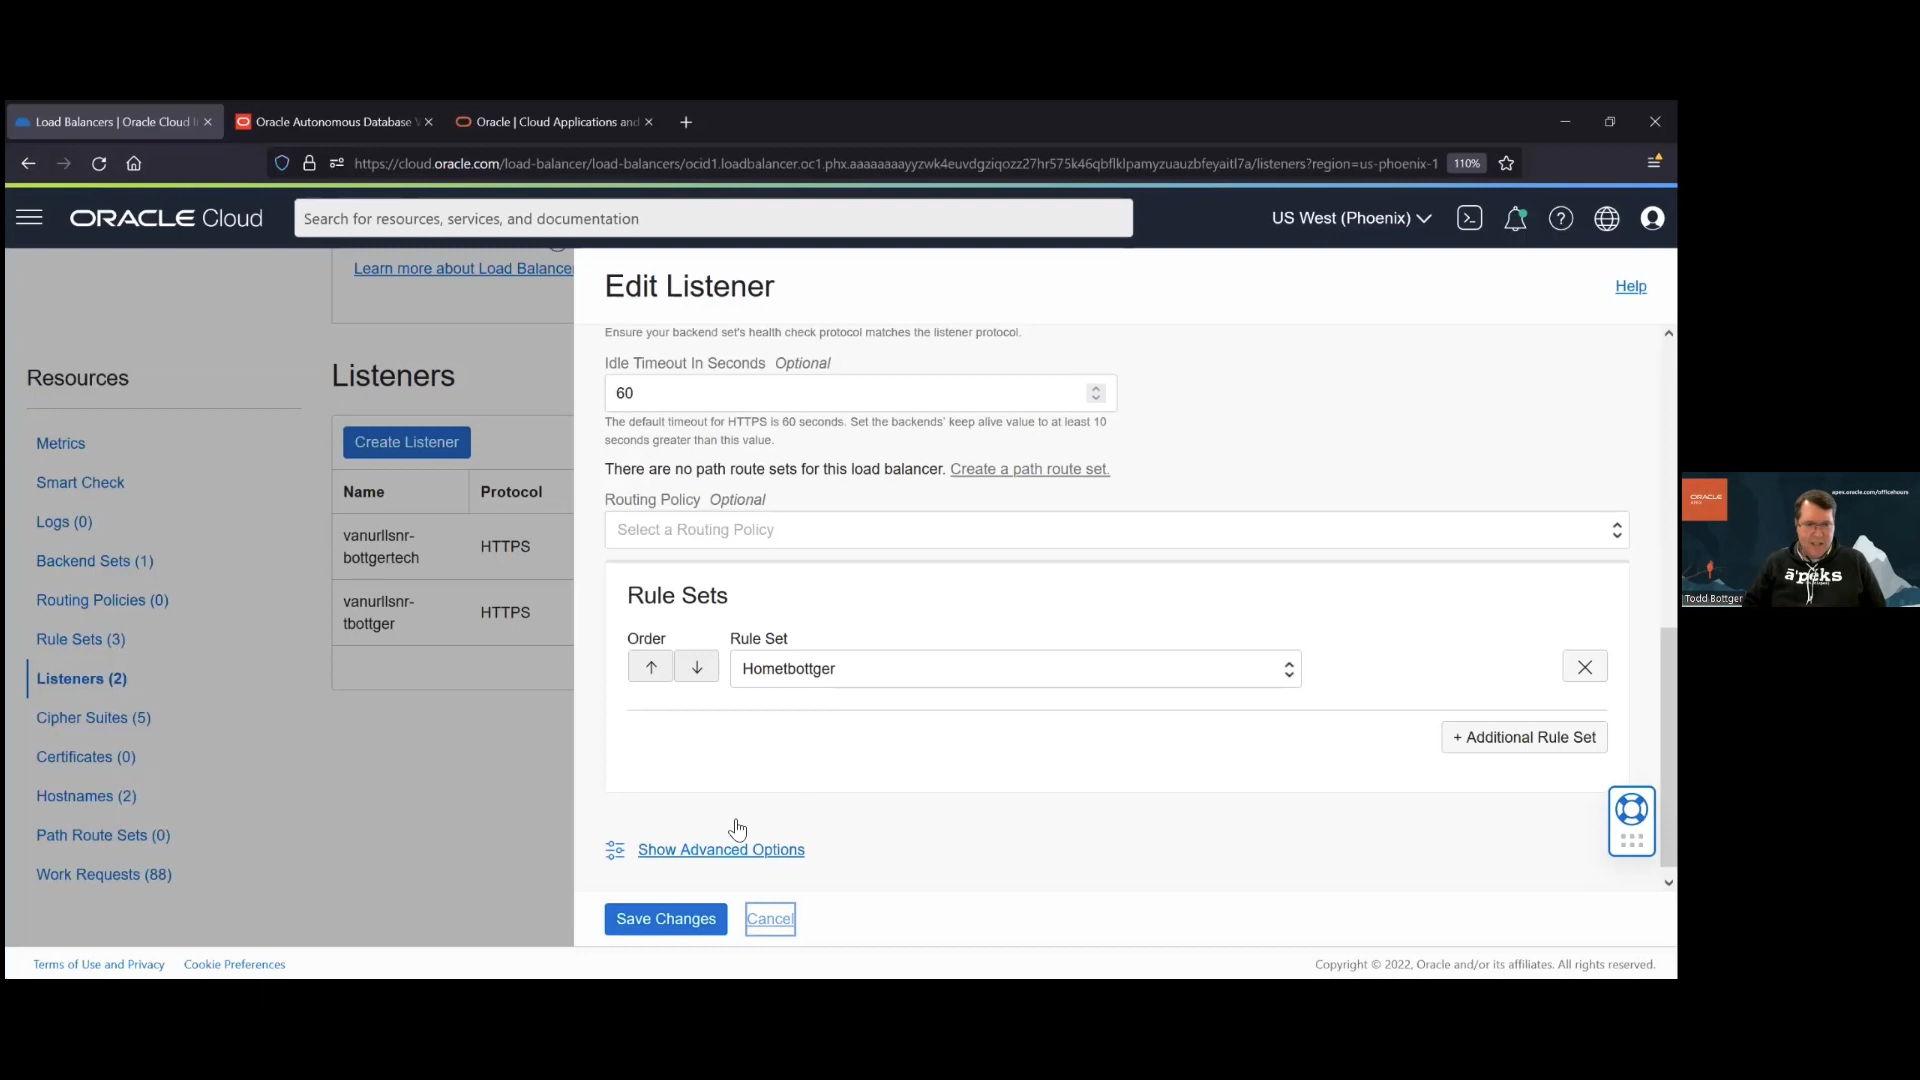 Load Balancers | Oracle Cloud I
Oracle Autonomous Database
Oracle | Cloud Applications and
https://cloud.oracle.com/load-balancer/load-balancers/ocid1.loadbalancer.oc1.phx.aaaaaaaayyzwk4euvdgziqozz27hr575k46qbflklpamyzuauzbfeyaitl7a/listeners?region=us-phoenix-1
110%
ORACLE Cloud
Search for resources, services, and documentation
US West (Phoenix)
Learn more about Load Balance
Resources
Metrics
Smart Check
Logs (0)
Backend Sets (1)
Routing Policies (0)
Rule Sets (3)
Listeners (2)
Cipher Suites (5)
Certificates (0)
Hostnames (2)
Path Route Sets (0)
Work Requests (88)
Listeners
Create Listener
Name Protocol
vanurllsnr-
bottgertech
HTTPS
vanurllsnr-
tbottger
HTTPS
Edit Listener
Help
Ensure your backend set's health check protocol matches the listener protocol.
Idle Timeout In Seconds Optional
60
The default timeout for HTTPS is 60 seconds. Set the backends' keep alive value to at least 10
seconds greater than this value.
There are no path route sets for this load balancer. Create a path route set.
Routing Policy Optional
Select a Routing Policy
Rule Sets
Order Rule Set
Hometbottger
+ Additional Rule Set
Show Advanced Options
Save Changes Cancel
Terms of Use and Privacy Cookie Preferences
Copyright © 2022, Oracle and/or its affiliates. All rights reserved.
ORACLE
APEX
apex.oracle.com/officehours
ā'pěks
Todd Bottger